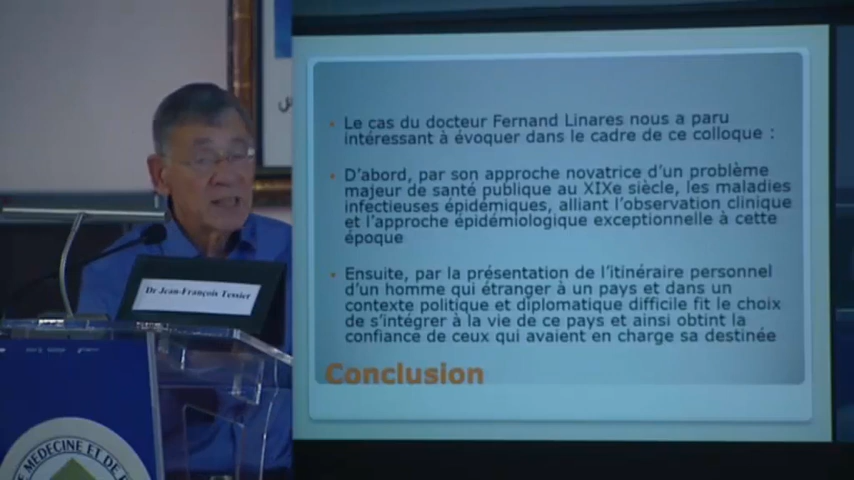 Le cas du docteur Fernand Linares nous a paru
intéressant à évoquer dans le cadre de ce colloque :
D'abord, par son approche novatrice d'un problème
majeur de santé publique au XIXe siècle, les maladies
infectieuses épidémiques, alliant l'observation clinique
et l'approche épidémiologique exceptionnelle à cette
époque
Ensuite, par la présentation de l'itinéraire personnel
d'un homme qui étranger à un pays et dans un
contexte politique et diplomatique difficile fit le choix
de s'intégrer à la vie de ce pays et ainsi obtint la
confiance de ceux qui avaient en charge sa destinée
Conclusion
Dr Jean-François Tessier
MEDECINE ET DE